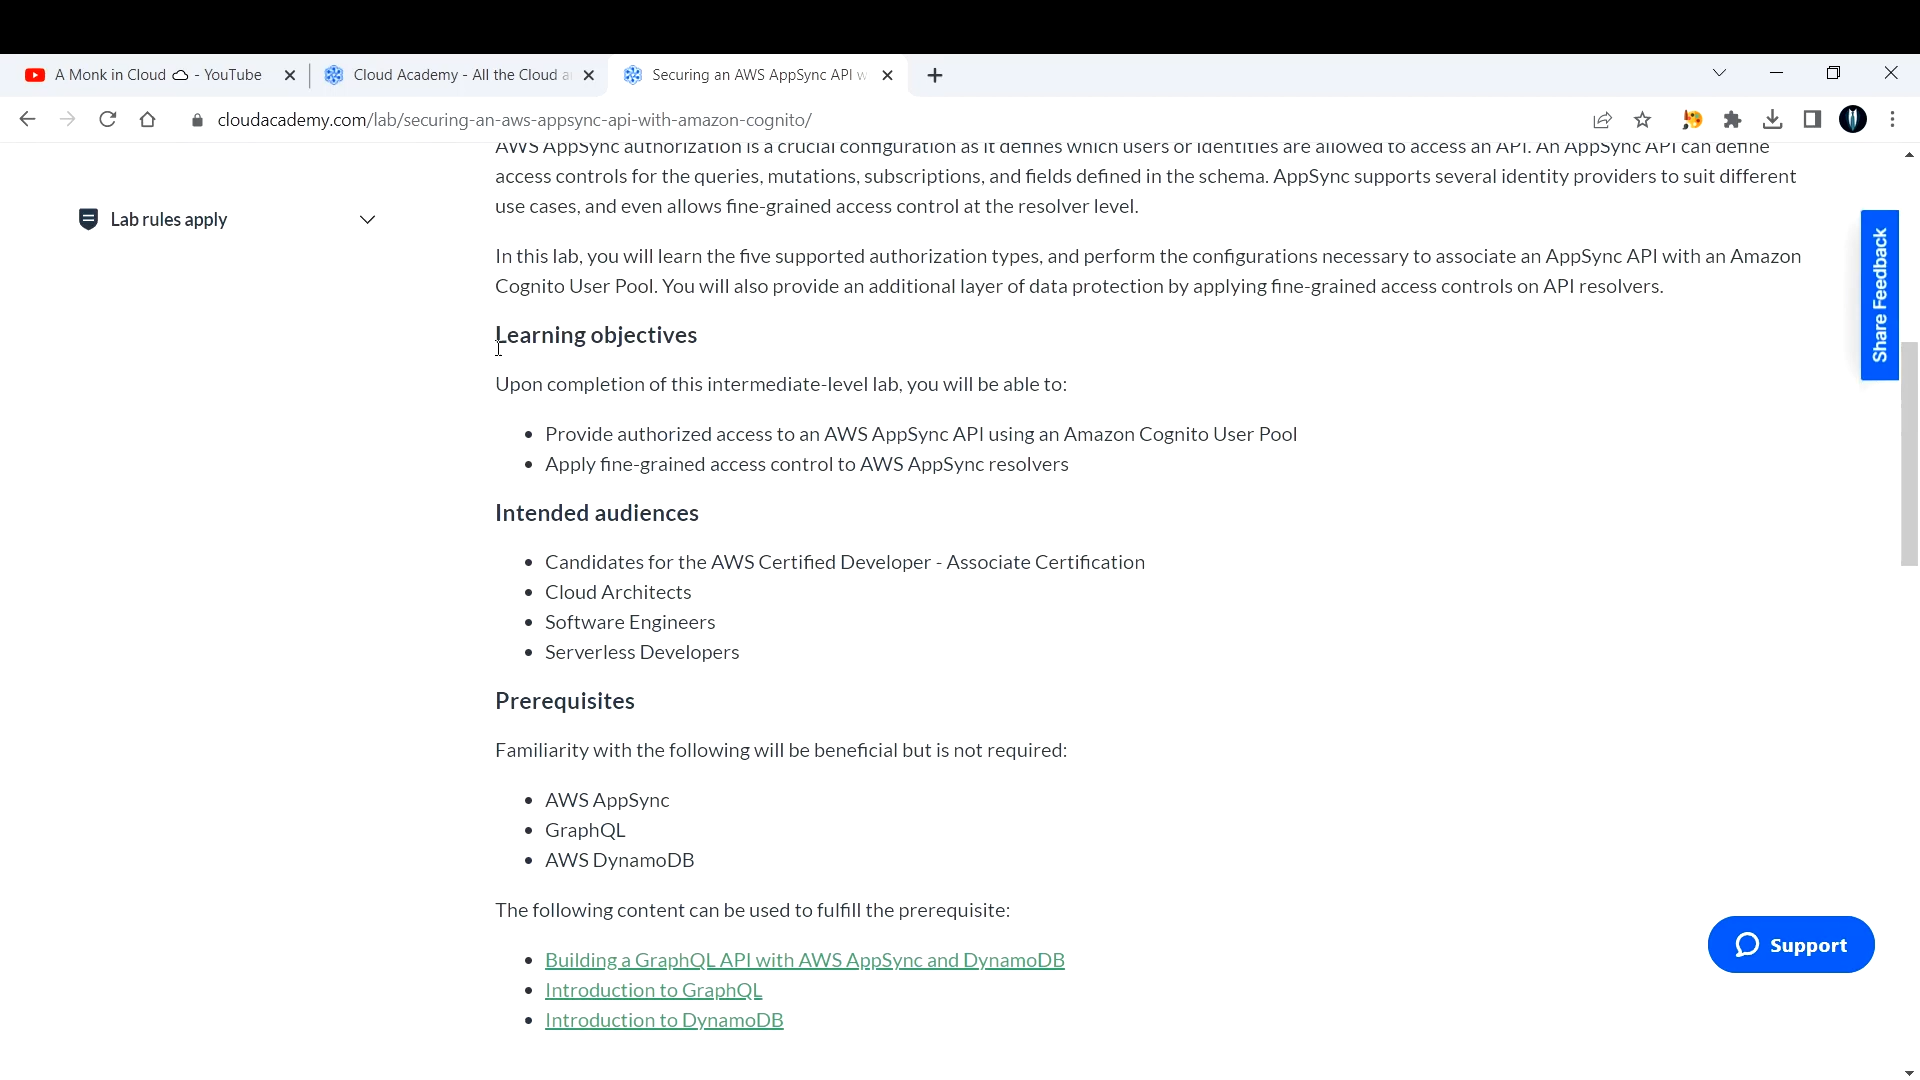 A Monk in Cloud - YouTube
Cloud Academy - All the Cloud a
Securing an AWS AppSync API w
cloudacademy.com/lab/securing-an-aws-appsync-api-with-amazon-cognito/
AWS AppSync authorization is a crucial configuration as it defines which users or identities are allowed to access an API. An AppSync API can define
access controls for the queries, mutations, subscriptions, and fields defined in the schema. AppSync supports several identity providers to suit different
use cases, and even allows fine-grained access control at the resolver level.
Lab rules apply
In this lab, you will learn the five supported authorization types, and perform the configurations necessary to associate an AppSync API with an Amazon
Cognito User Pool. You will also provide an additional layer of data protection by applying fine-grained access controls on API resolvers.
Share Feedback
Learning objectives
Upon completion of this intermediate-level lab, you will be able to:
Provide authorized access to an AWS AppSync API using an Amazon Cognito User Pool
Apply fine-grained access control to AWS AppSync resolvers
Intended audiences
Candidates for the AWS Certified Developer - Associate Certification
Cloud Architects
Software Engineers
Serverless Developers
Prerequisites
Familiarity with the following will be beneficial but is not required:
AWS AppSync
GraphQL
AWS DynamoDB
The following content can be used to fulfill the prerequisite:
Building a GraphQL API with AWS AppSync and DynamoDB
Introduction to GraphQL
Introduction to DynamoDB
Support